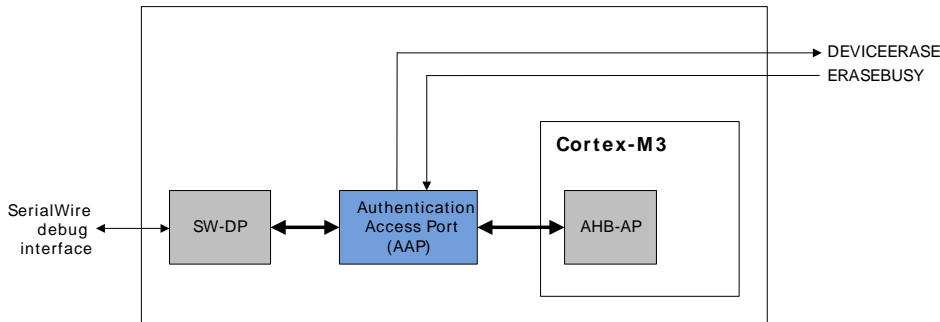 DEVICEERASE
ERASEBUSY
Cortex-M3
SerialWire
debug
interface
SW-DP
Authentication
Access Port
(AAP)
AHB-AP